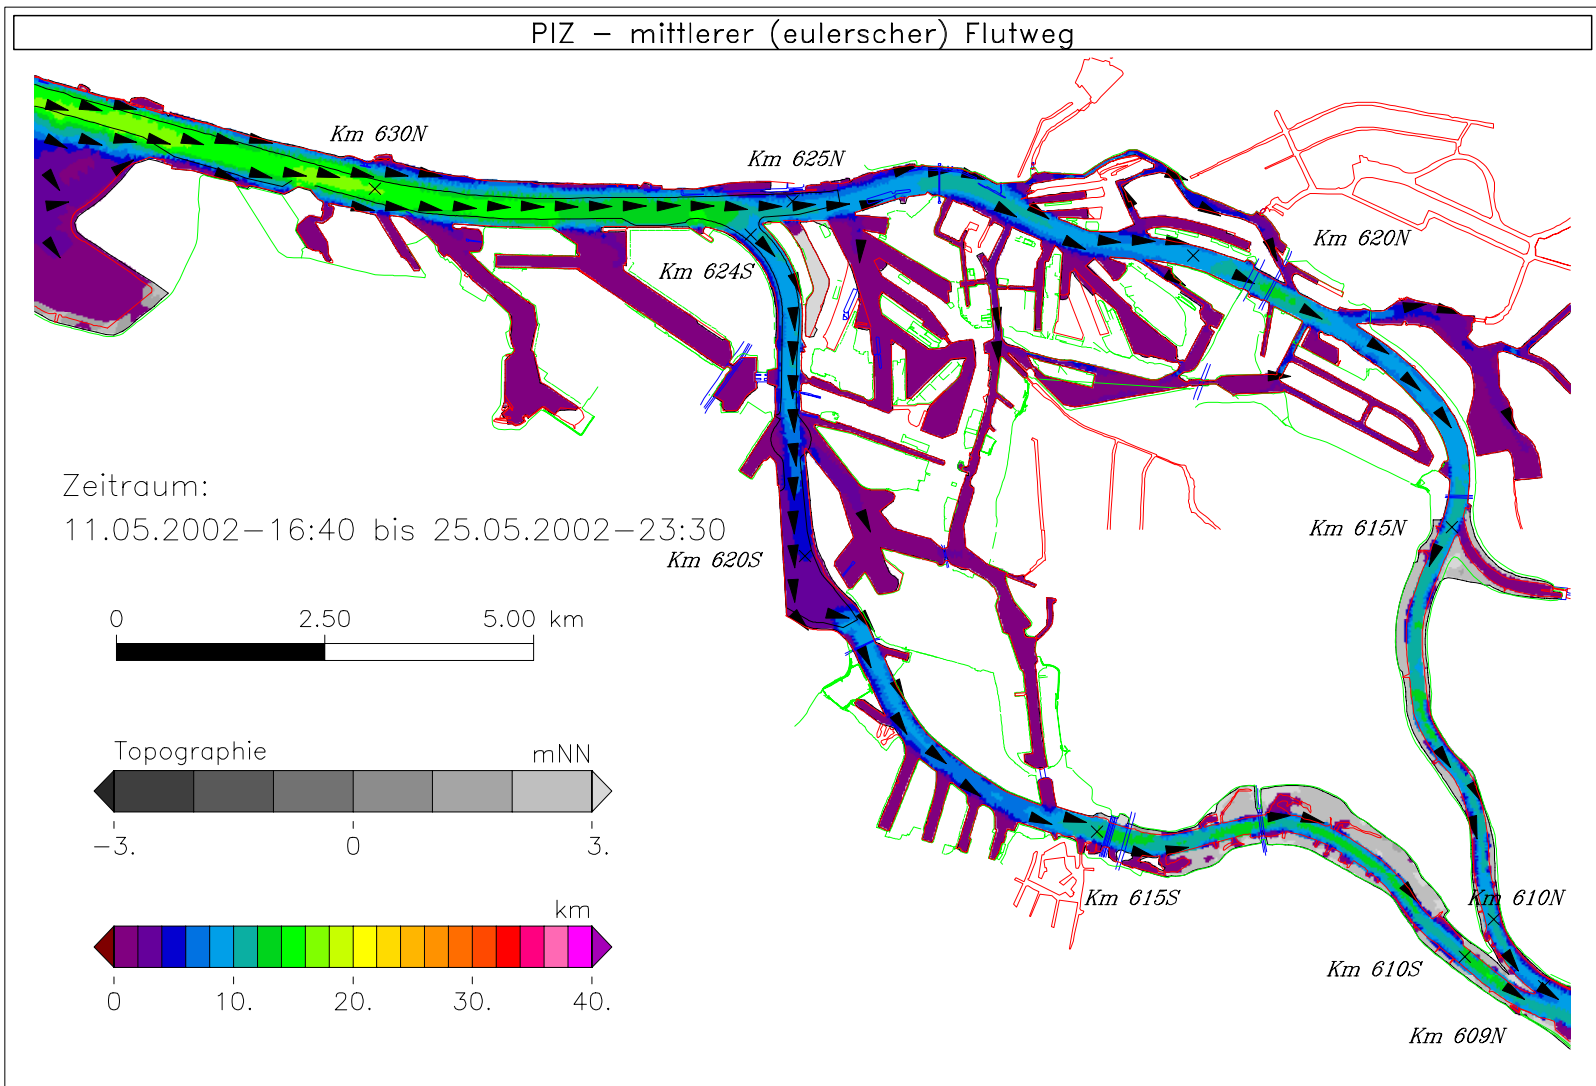 PIZ - mittlerer (eulerscher) Flutweg
Km 630N
Km 625N
Km 620N
Km 624S
Zeitraum:
11.05.2002-16:40 bis 25.05.2002-23:30
Km 615N
Km 620S
0 2.50 5.00 km
Topographie mNN
-3. 0 3.
Km 615S
Km 610N
km
0 10. 20. 30. 40.
Km 610S
Km 609N